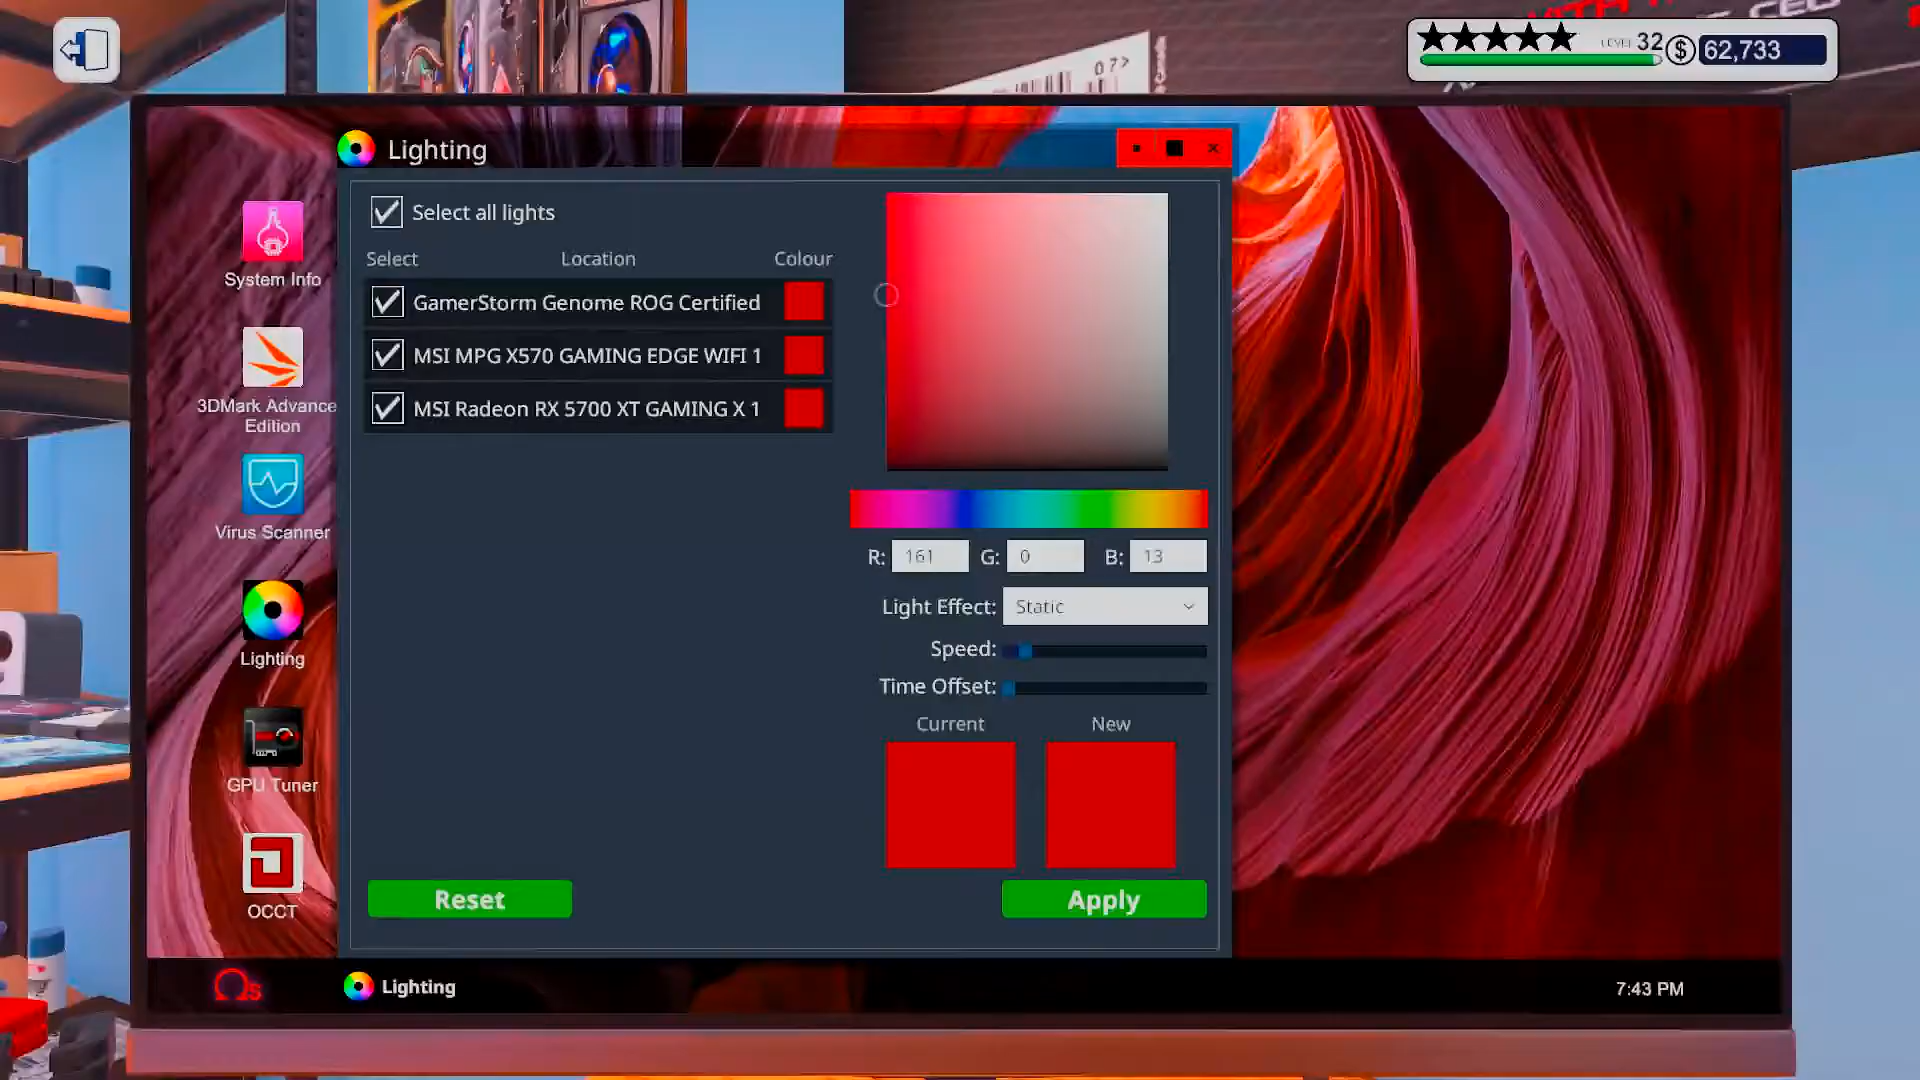 LEVEL 32
$ 62,733
07>
Lighting
Select all lights
Select Location Colour
GamerStorm Genome ROG Certified
MSI MPG X570 GAMING EDGE WIFI 1
MSI Radeon RX 5700 XT GAMING X 1
R: 161 G: 0 B: 13
Light Effect: Static
Speed:
Time Offset:
Current New
Reset
Apply
System Info
3DMark Advance
Edition
Virus Scanner
Lighting
GPU Tuner
OCCT
Ωs
Lighting
7:43 PM